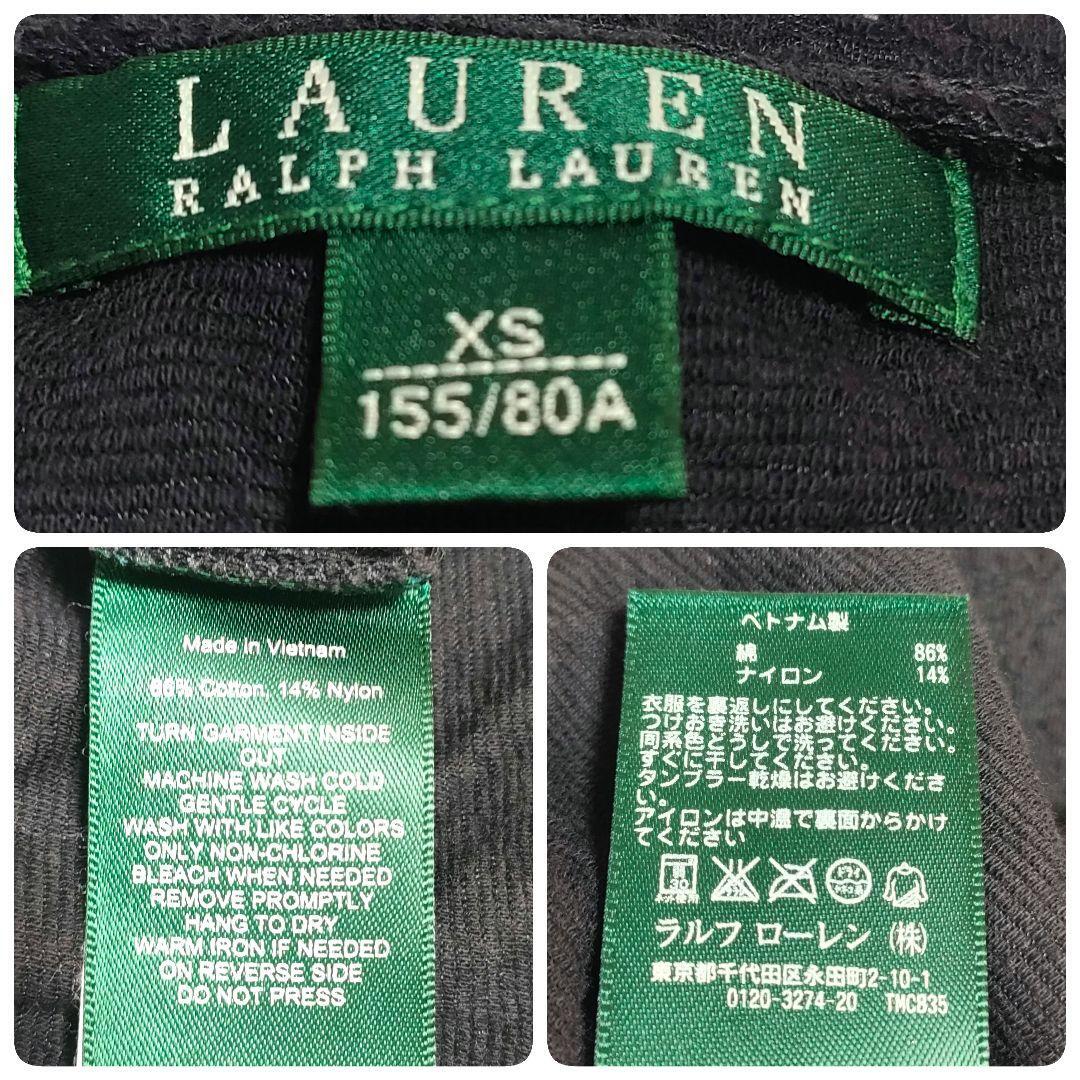 LAUREN
RALPH LAUREN
XS
155/80A
Made in Vietnam
86% Cotton, 14% Nylon
TURN GARMENT INSIDE
OUT
MACHINE WASH COLD
GENTLE CYCLE
WASH WITH LIKE COLORS
ONLY NON-CHLORINE
BLEACH WHEN NEEDED
REMOVE PROMPTLY
HANG TO DRY
WARM IRON IF NEEDED
ON REVERSE SIDE
DO NOT PRESS
ベトナム製
綿 86%
ナイロン 14%
衣服を裏返しにしてください。
つけおき洗いはお避けください。
同系色どうしで洗ってください。
すぐに干してください。
タンブラー乾燥はお避けくださ
い。
アイロンは中温で裏面からかけ
てください
ドライ
ラルフ ローレン (株)
東京都千代田区永田町2-10-1
0120-3274-20 TMCB35